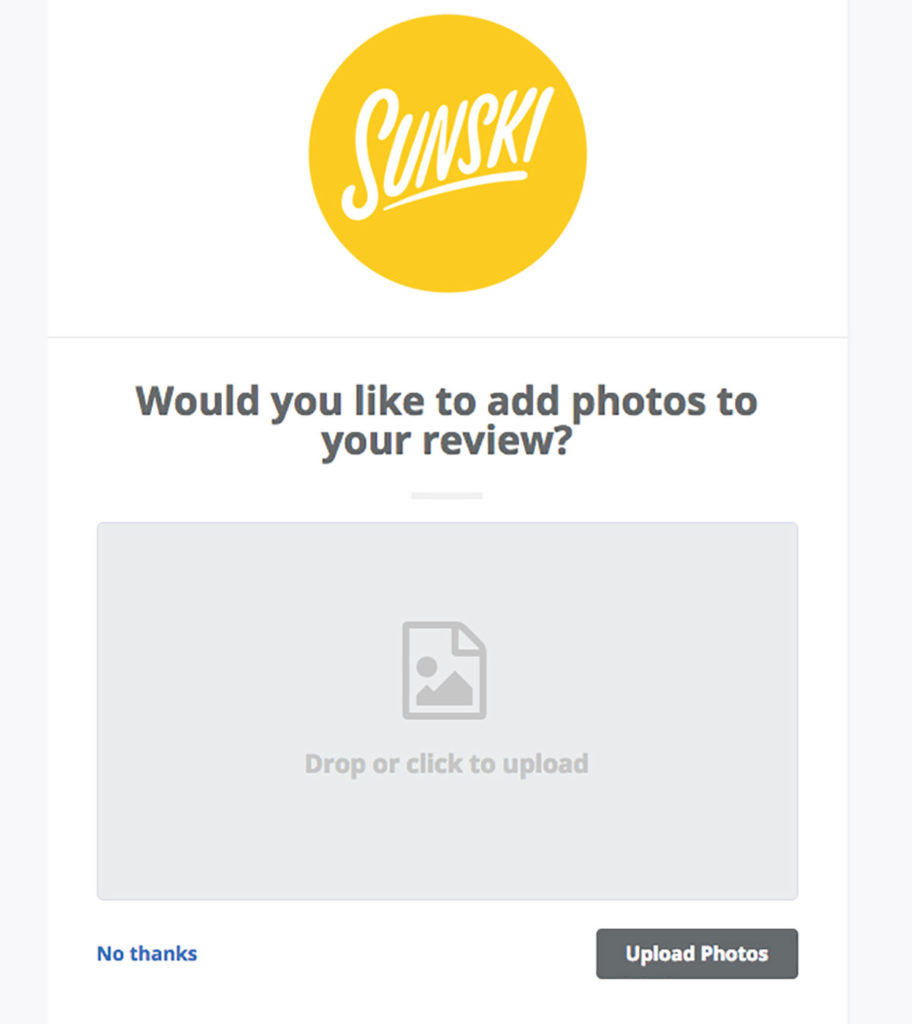 SUNSKI
Would you like to add photos to
your review?
Drop or click to upload
No thanks
Upload Photos